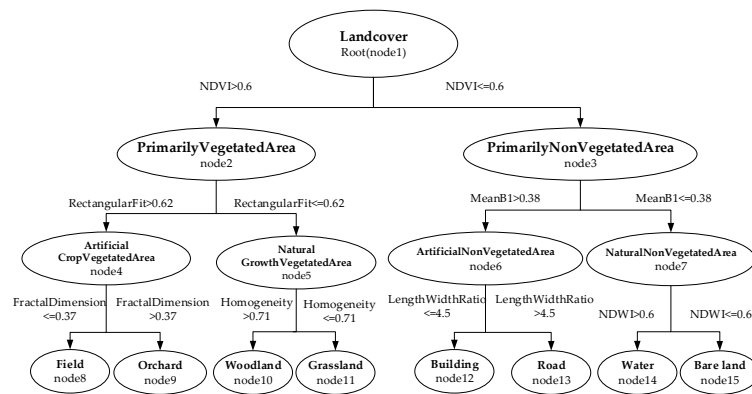 Landcover
Root(node1)
NDVI>0.6
NDVI<=0.6
PrimarilyVegetatedArea
node2
PrimarilyNonVegetatedArea
node3
RectangularFit>0.62
RectangularFit<=0.62
MeanB1>0.38
MeanB1<=0.38
Artificial
CropVegetatedArea
node4
Natural
GrowthVegetatedArea
node5
ArtificialNonVegetatedArea
node6
NaturalNonVegetatedArea
node7
FractalDimension
<=0.37
FractalDimension
>0.37
Homogeneity
>0.71
Homogeneity
<=0.71
LengthWidthRatio
<=4.5
LengthWidthRatio
>4.5
NDWI>0.6
NDWI<=0.6
Field
node8
Orchard
node9
Woodland
node10
Grassland
node11
Building
node12
Road
node13
Water
node14
Bare land
node15